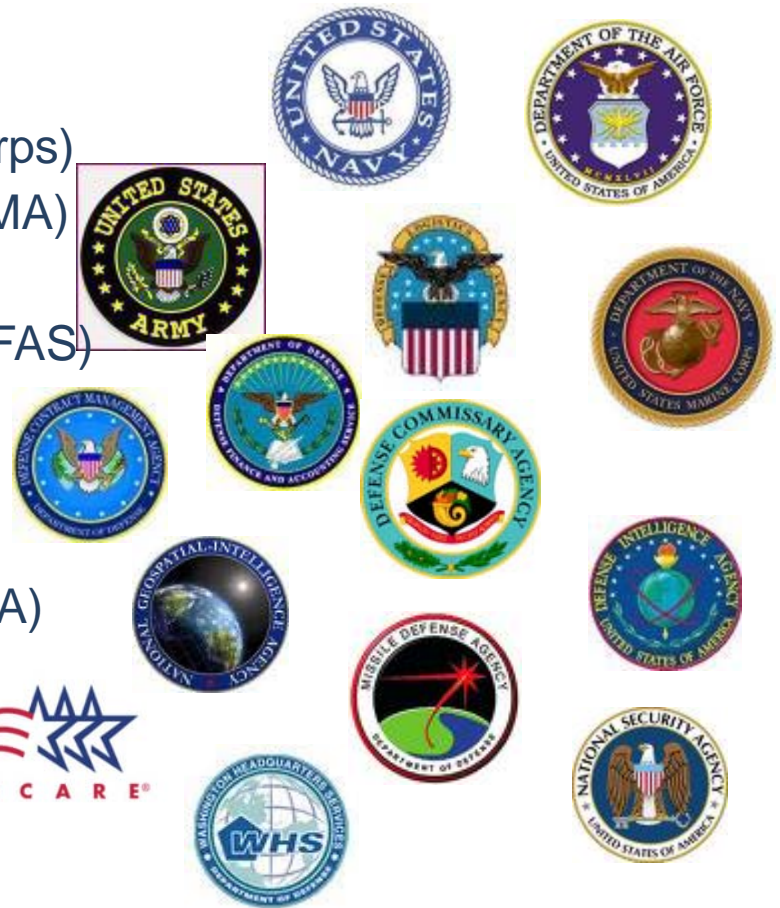 UNITED STATES NAVY
DEPARTMENT OF THE AIR FORCE
MCMXLVII
UNITED STATES OF AMERICA
rps)
MA)
UNITED STATES
ARMY
DEFENSE LOGISTICS AGENCY
DEPARTMENT OF THE NAVY
UNITED STATES MARINE CORPS
FAS)
DEPARTMENT OF DEFENSE
DEFENSE FINANCE AND ACCOUNTING SERVICE
DEFENSE CONTRACT MANAGEMENT AGENCY
DEPARTMENT OF DEFENSE
DEFENSE COMMISSARY AGENCY
DEFENSE INTELLIGENCE AGENCY
UNITED STATES OF AMERICA
NATIONAL GEOSPATIAL-INTELLIGENCE AGENCY
A)
MISSILE DEFENSE AGENCY
DEPARTMENT OF DEFENSE
CARE®
NATIONAL SECURITY AGENCY
UNITED STATES OF AMERICA
WASHINGTON HEADQUARTERS SERVICES
WHS
DEPARTMENT OF DEFENSE